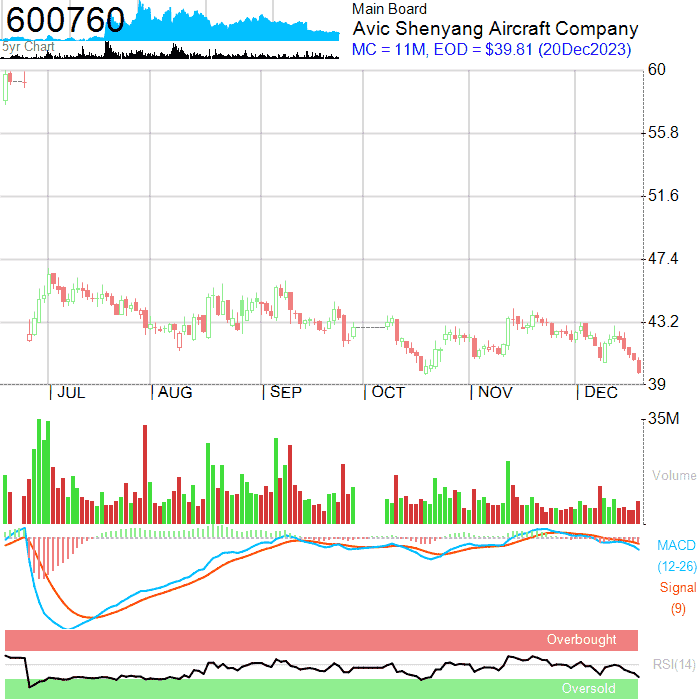 600760
5yr Chart
Main Board
Avic Shenyang Aircraft Company
MC = 11M, EOD = $39.81 (20Dec2023)
60
55.8
51.6
47.4
43.2
39
| JUL | AUG | SEP | OCT | NOV | DEC
35M
Volume
MACD
(12-26)
Signal
(9)
Overbought
RSI(14)
Oversold